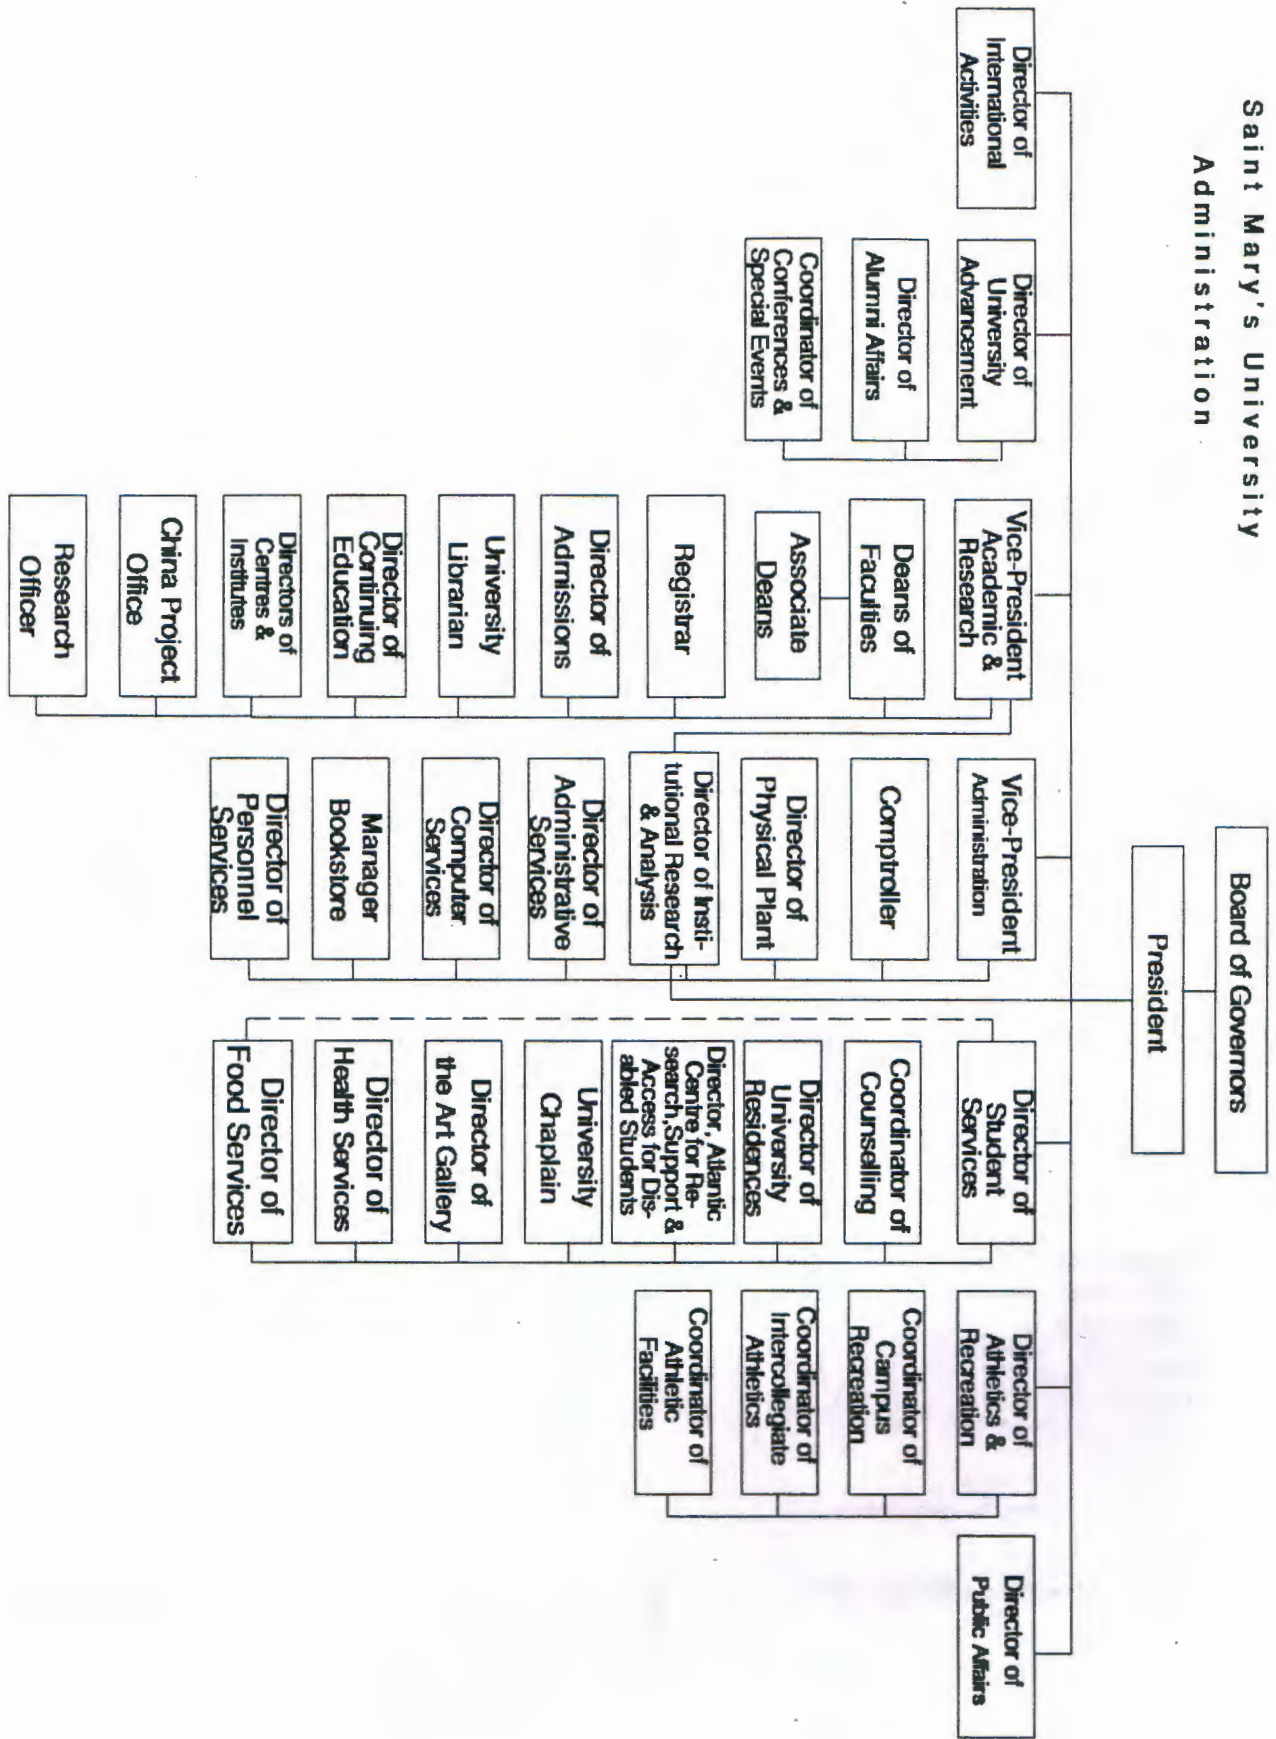 Saint Mary's University
Administration
Board of Governors
President
Director of
International
Activities
Director of
University
Advancement
Director of
Alumni Affairs
Coordinator of
Conferences &
Special Events
Vice-President
Academic &
Research
Deans of
Faculties
Associate
Deans
Registrar
Director of
Admissions
University
Librarian
Director of
Continuing
Education
Directors of
Centres &
Institutes
China Project
Office
Research
Officer
Vice-President
Administration
Comptroller
Director of
Physical Plant
Director of Insti-
tutional Research
& Analysis
Director of
Administrative
Services
Director of
Computer
Services
Manager
Bookstore
Director of
Personnel
Services
Director of
Student
Services
Coordinator of
Counselling
Director of
University
Residences
Director, Atlantic
Centre for Re-
search,Support &
Access for Dis-
abled Students
University
Chaplain
Director of
the Art Gallery
Director of
Health Services
Director of
Food Services
Director of
Athletics &
Recreation
Coordinator of
Campus
Recreation
Coordinator of
Intercollegiate
Athletics
Coordinator of
Athletic
Facilities
Director of
Public Affairs